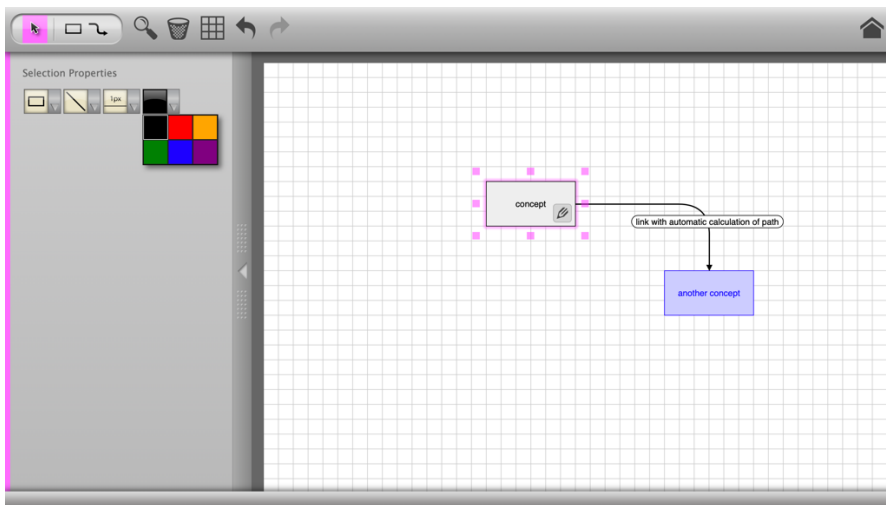 Selection Properties
1px
concept
link with automatic calculation of path
another concept